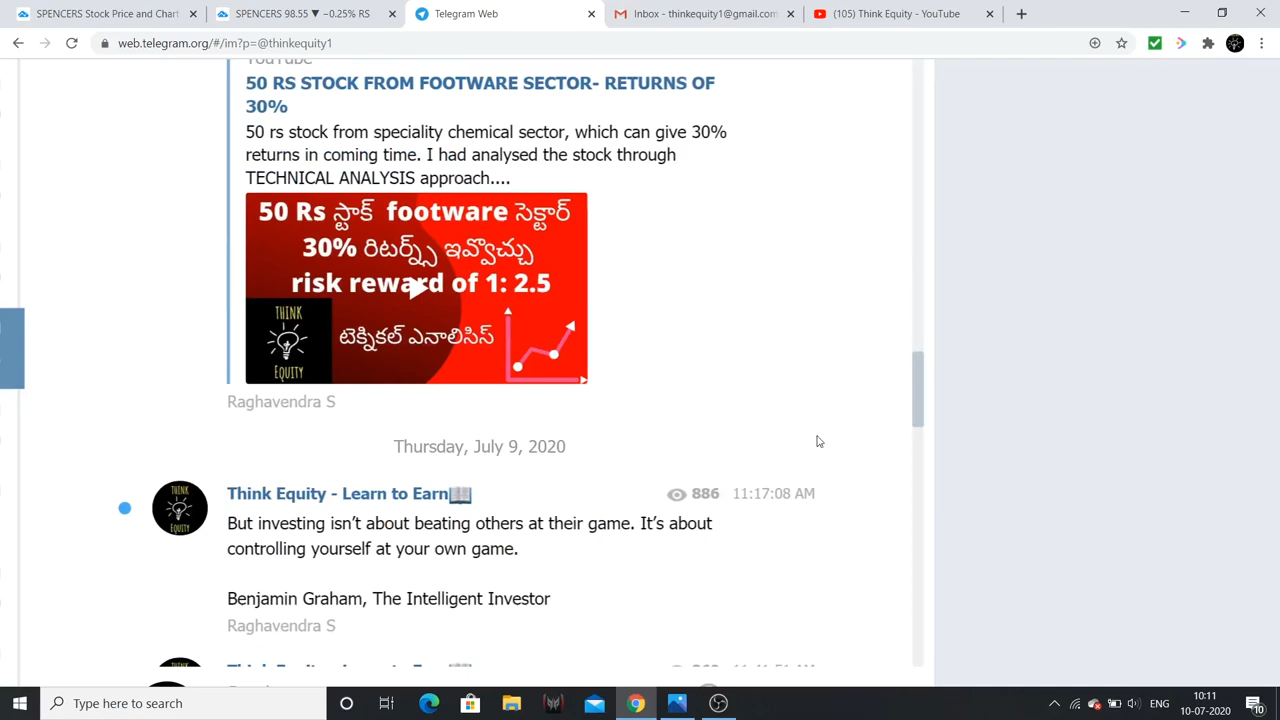 SPENCERS Stock Price and Chart
SPENCERS 98.55 ▼ −0.25% RS
Telegram Web
Inbox - thinkequity8@gmail.com
(105) Think Equity - YouTube
web.telegram.org/#/im?p=@thinkequity1
YouTube
50 RS STOCK FROM FOOTWARE SECTOR- RETURNS OF
30%
50 rs stock from speciality chemical sector, which can give 30%
returns in coming time. I had analysed the stock through
TECHNICAL ANALYSIS approach....
50 Rs స్టాక్ footware సెక్టార్
30% రిటర్న్స్ ఇవ్వొచ్చు
risk reward of 1: 2.5
THINK
EQUITY
టెక్నికల్ ఎనాలిసిస్
Raghavendra S
Thursday, July 9, 2020
THINK
EQUITY
Think Equity - Learn to Earn📖
886 11:17:08 AM
But investing isn’t about beating others at their game. It’s about
controlling yourself at your own game.
Benjamin Graham, The Intelligent Investor
Raghavendra S
Type here to search
ENG
10:11
10-07-2020